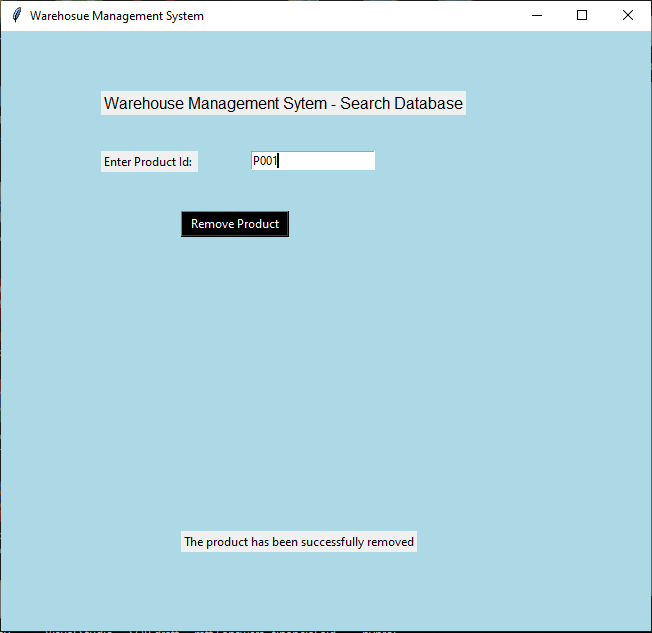 Warehosue Management System
Warehouse Management Sytem - Search Database
Enter Product Id:
P001
Remove Product
The product has been successfully removed